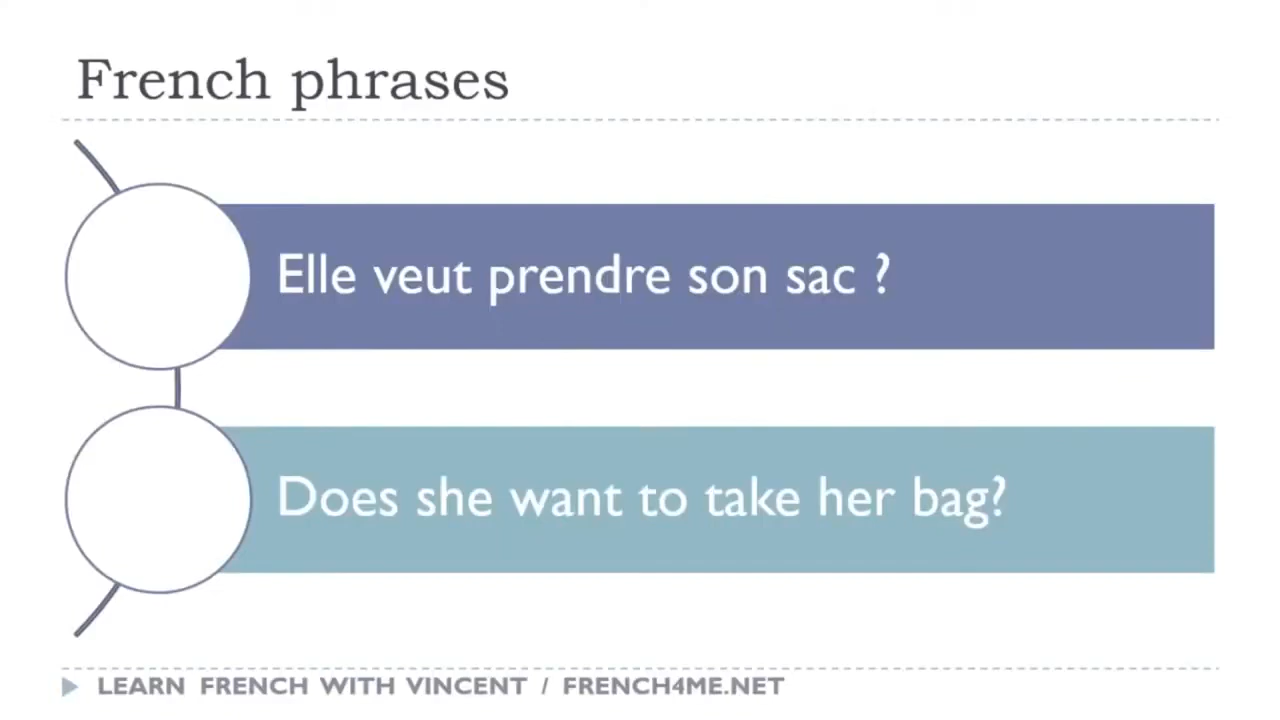 French phrases
Elle veut prendre son sac ?
Does she want to take her bag?
LEARN FRENCH WITH VINCENT / FRENCH4ME.NET